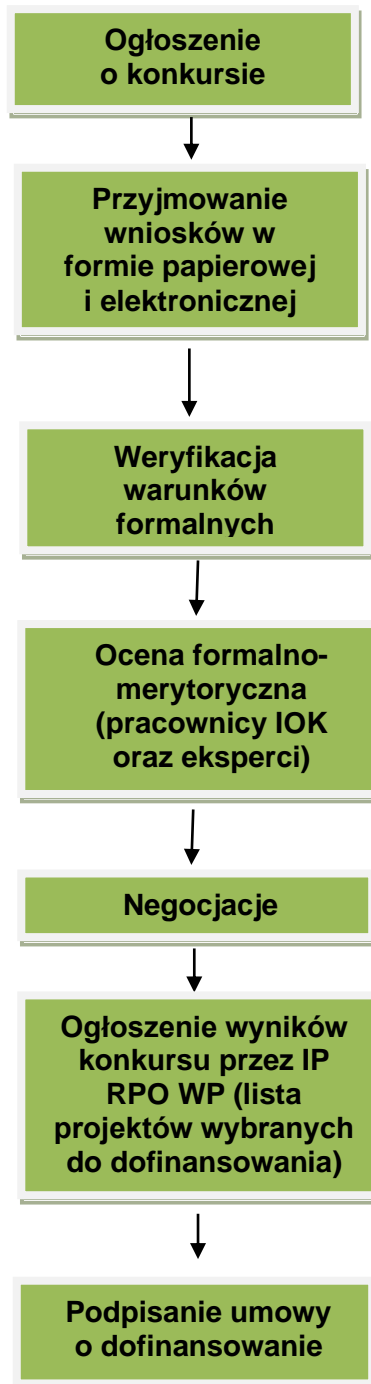 Ogłoszenie
o konkursie
Przyjmowanie
wniosków w
formie papierowej
i elektronicznej
Weryfikacja
warunków
formalnych
Ocena formalno-
merytoryczna
(pracownicy IOK
oraz eksperci)
Negocjacje
Ogłoszenie wyników
konkursu przez IP
RPO WP (lista
projektów wybranych
do dofinansowania)
Podpisanie umowy
o dofinansowanie